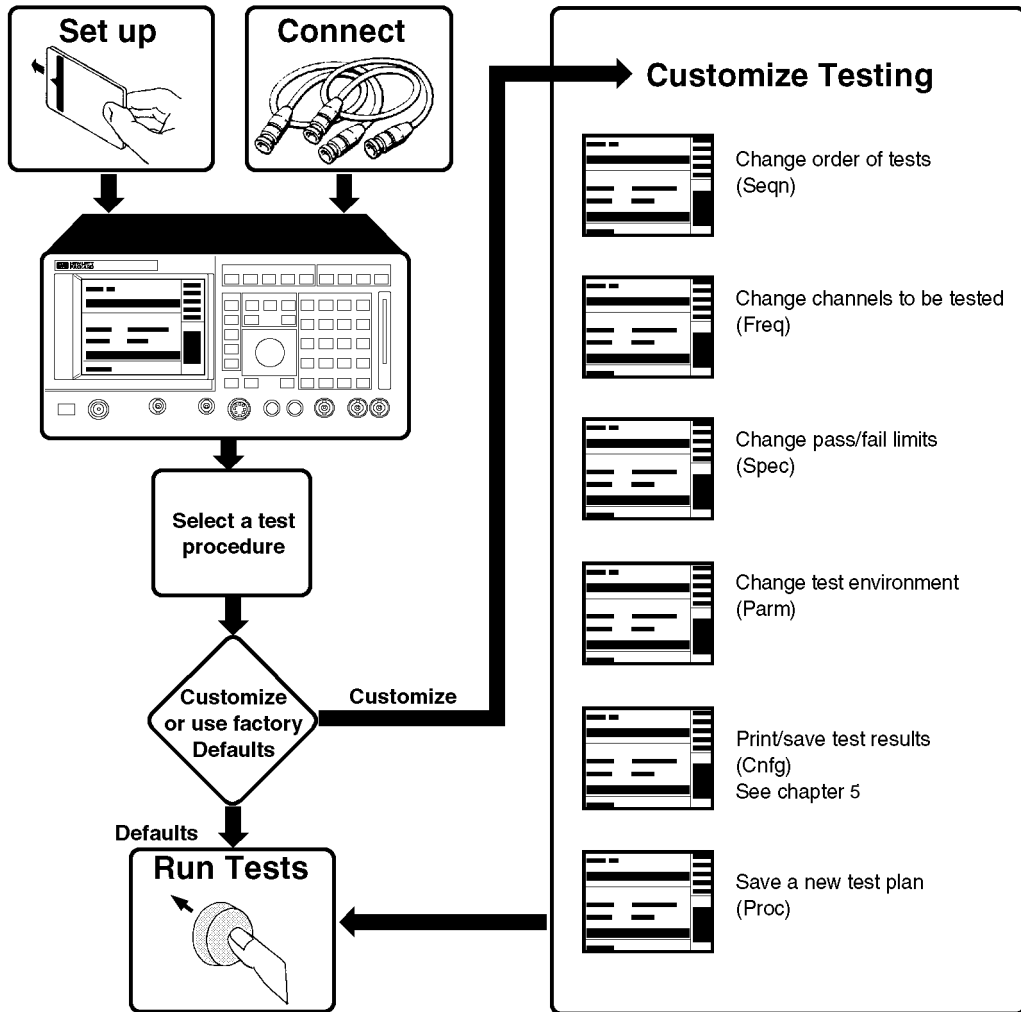 Set up
Connect
Customize Testing
Change order of tests
(Seqn)
Change channels to be tested
(Freq)
Change pass/fail limits
(Spec)
Change test environment
(Parm)
Print/save test results
(Cnfg)
See chapter 5
Save a new test plan
(Proc)
Select a test
procedure
Customize
or use factory
Defaults
Customize
Defaults
Run Tests